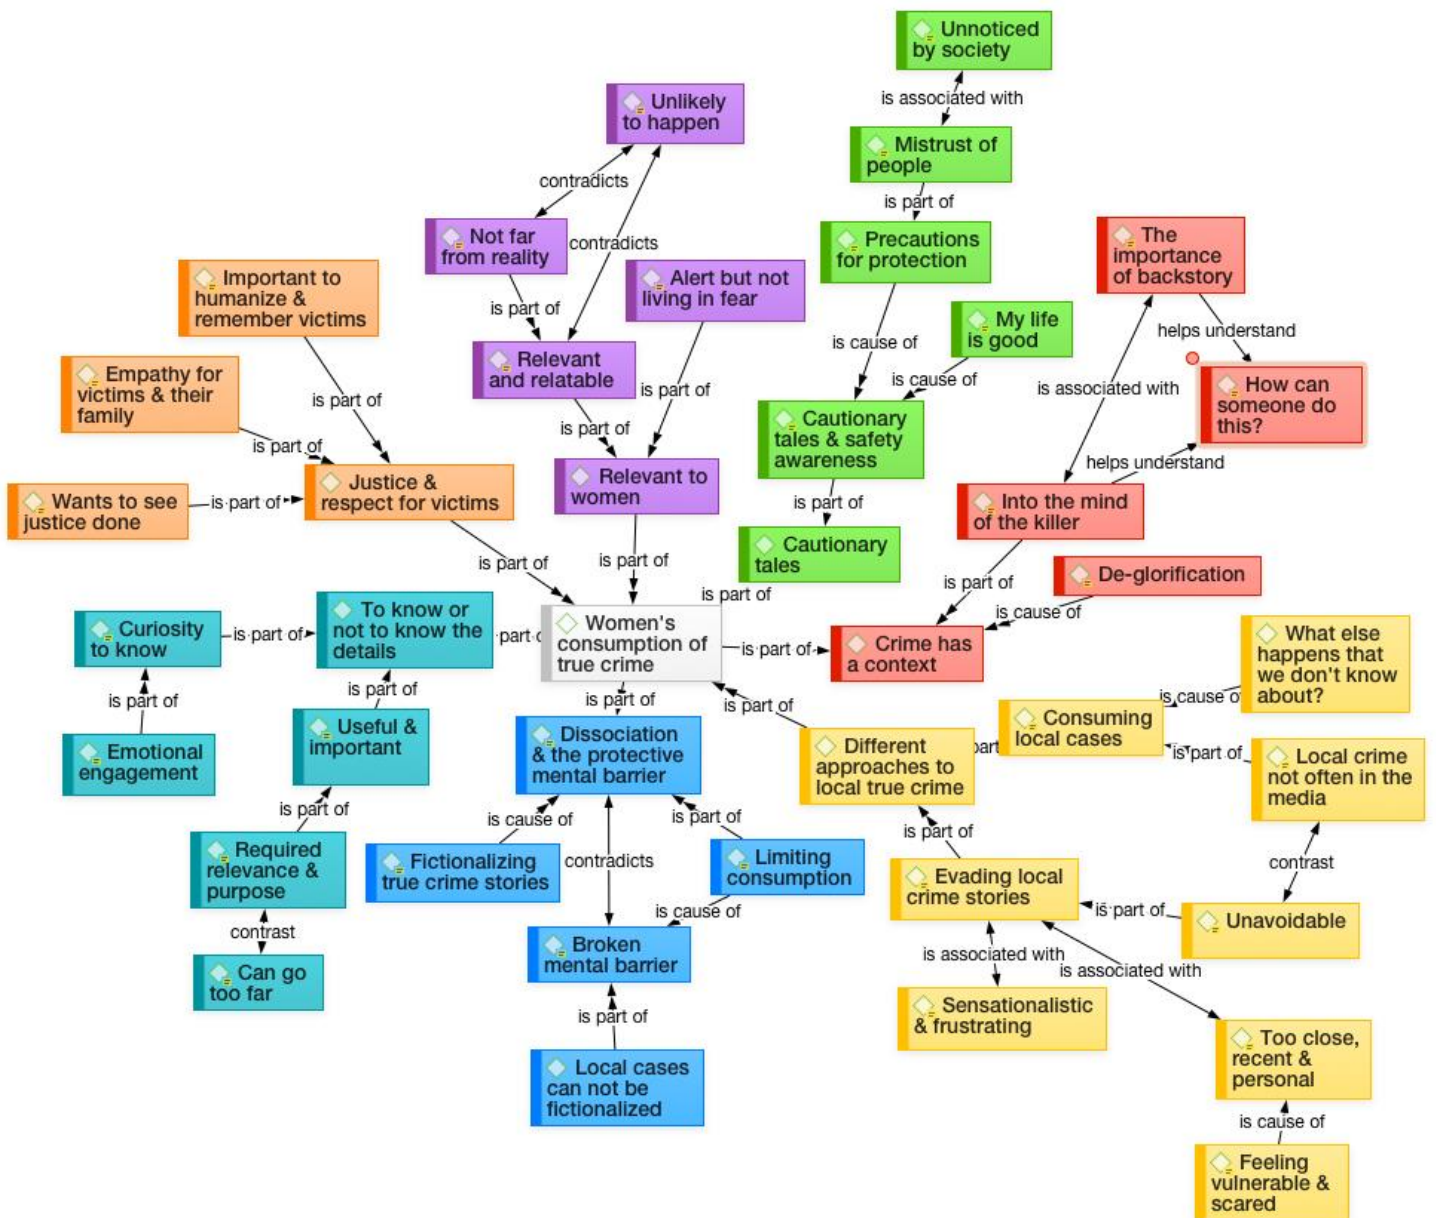 Unnoticed
by society
is associated with
Unlikely
to happen
Mistrust of
people
contradicts
is part of
Not far
from reality
contradicts
Precautions
for protection
The
importance
of backstory
Important to
humanize &
remember victims
Alert but not
living in fear
is part of
My life
is good
helps understand
is cause of
Relevant
and relatable
Empathy for
victims & their
family
is part of
is part of
is cause of
is associated with
How can
someone do
this?
is part of
Cautionary
tales & safety
awareness
is part of
helps understand
Justice &
respect for victims
Relevant to
women
Wants to see
justice done
is part of
is part of
Into the mind
of the killer
Cautionary
tales
is part of
is part of
is part of
De-glorification
is part of
is cause of
To know or
not to know the
details
Curiosity
to know
is part of
part
Women's
consumption of
true crime
is part of
Crime has
a context
What else
happens that
we don't know
about?
is part of
is part of
is part of
is part of
is cause of
Useful &
important
Dissociation
& the protective
mental barrier
Different
approaches to
local true crime
part
Consuming
local cases
is part of
Local crime
not often in the
media
Emotional
engagement
is part of
is cause of
is part of
is part of
Required
relevance &
purpose
Fictionalizing
true crime stories
contradicts
Limiting
consumption
contrast
Evading local
crime stories
is part of
Unavoidable
is cause of
contrast
Broken
mental barrier
is associated with
is associated with
Can go
too far
is part of
Sensationalistic
& frustrating
Too close,
recent &
personal
Local cases
can not be
fictionalized
is cause of
Feeling
vulnerable &
scared